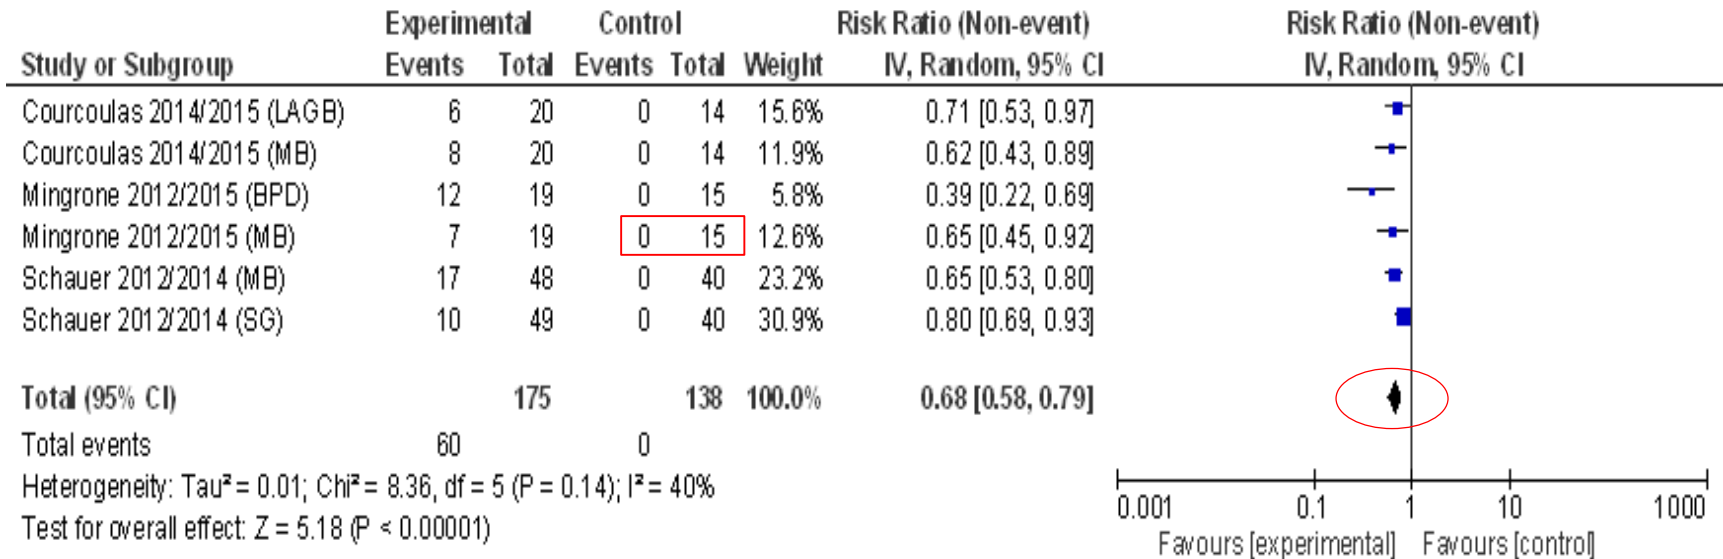 Experimental Control Risk Ratio (Non-event) Risk Ratio (Non-event)
Study or Subgroup Events Total Events Total Weight IV, Random, 95% CI IV, Random, 95% CI
Courcoulas 2014/2015 (LAGB) 6 20 0 14 15.6% 0.71 [0.53, 0.97]
Courcoulas 2014/2015 (MB) 8 20 0 14 11.9% 0.62 [0.43, 0.89]
Mingrone 2012/2015 (BPD) 12 19 0 15 5.8% 0.39 [0.22, 0.69]
Mingrone 2012/2015 (MB) 7 19 0 15 12.6% 0.65 [0.45, 0.92]
Schauer 2012/2014 (MB) 17 48 0 40 23.2% 0.65 [0.53, 0.80]
Schauer 2012/2014 (SG) 10 49 0 40 30.9% 0.80 [0.69, 0.93]
Total (95% CI) 175 138 100.0% 0.68 [0.58, 0.79]
Total events 60 0
Heterogeneity: Tau² = 0.01; Chi² = 8.36, df = 5 (P = 0.14); I² = 40%
Test for overall effect: Z = 5.18 (P < 0.00001)
0.001 0.1 1 10 1000
Favours [experimental] Favours [control]